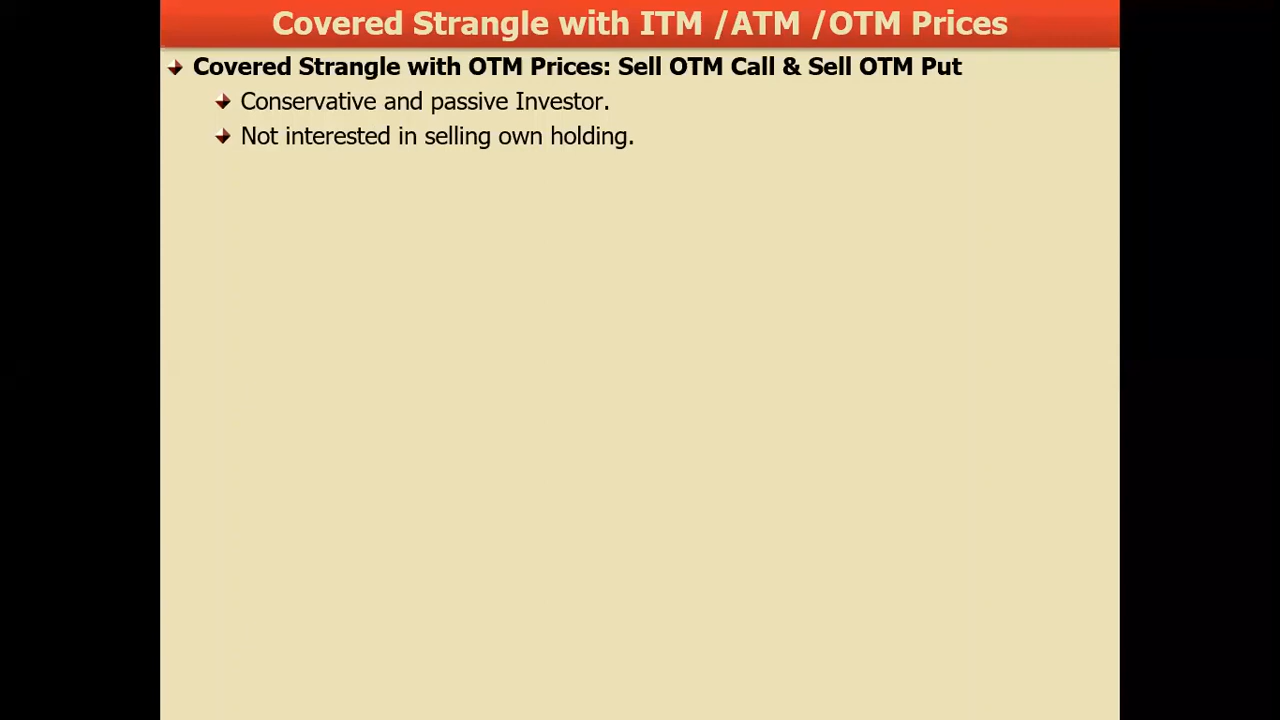 Covered Strangle with ITM /ATM /OTM Prices
Covered Strangle with OTM Prices: Sell OTM Call & Sell OTM Put
Conservative and passive Investor.
Not interested in selling own holding.